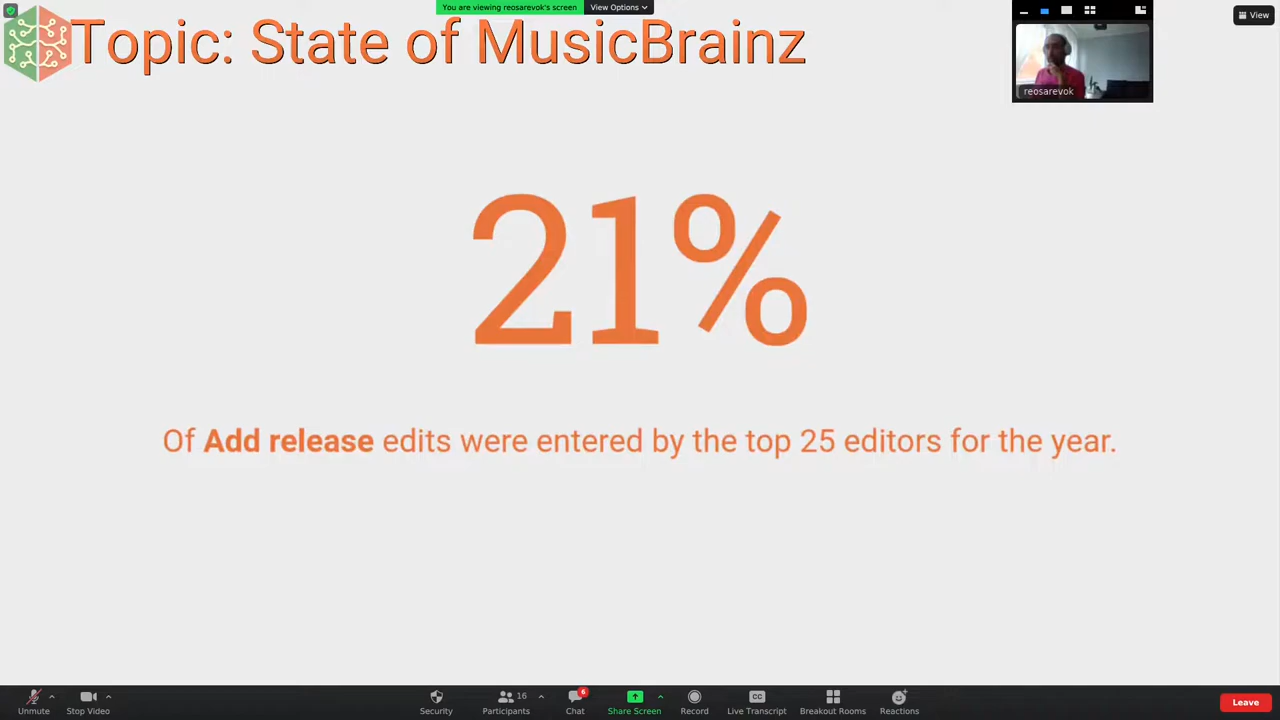 You are viewing reosarevok's screen View Options
View
Topic: State of MusicBrainz
reosarevok
21%
Of Add release edits were entered by the top 25 editors for the year.
16
6
CC
Unmute Stop Video Security Participants Chat Share Screen Record Live Transcript Breakout Rooms Reactions Leave